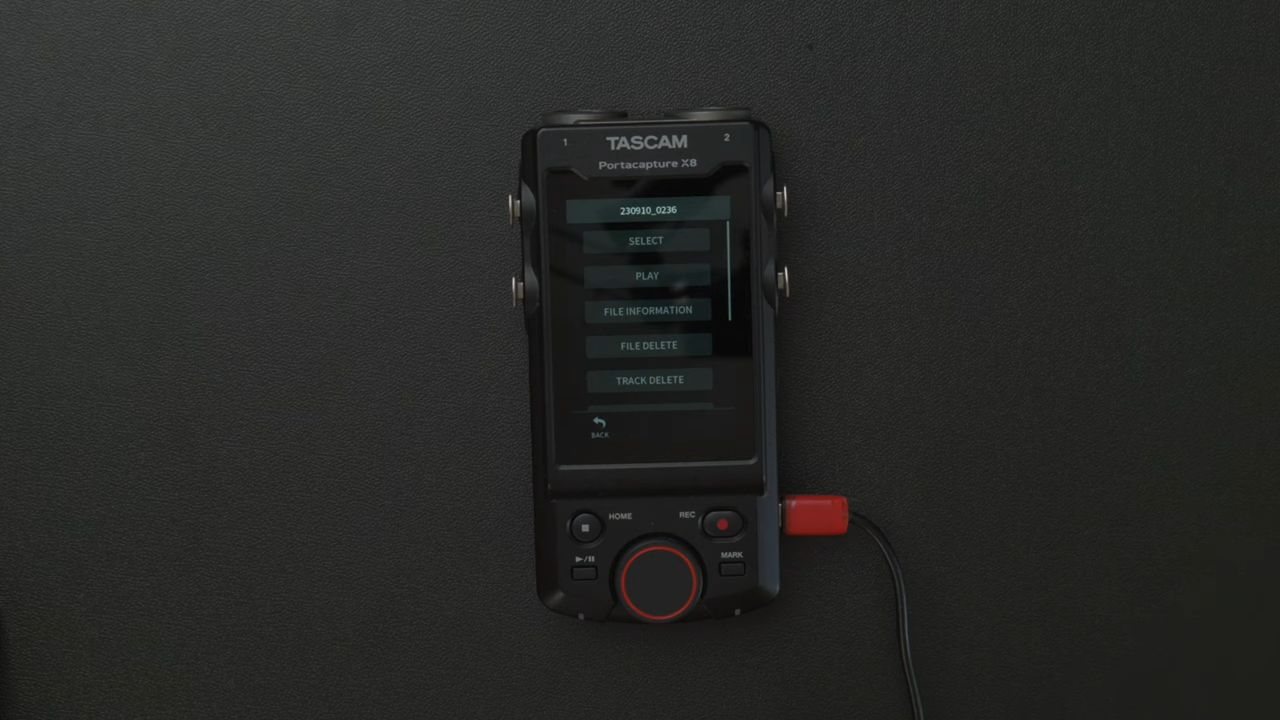 1 TASCAM 2
Portacapture X8
230910_0236
SELECT
PLAY
FILE INFORMATION
FILE DELETE
TRACK DELETE
BACK
HOME REC
MARK